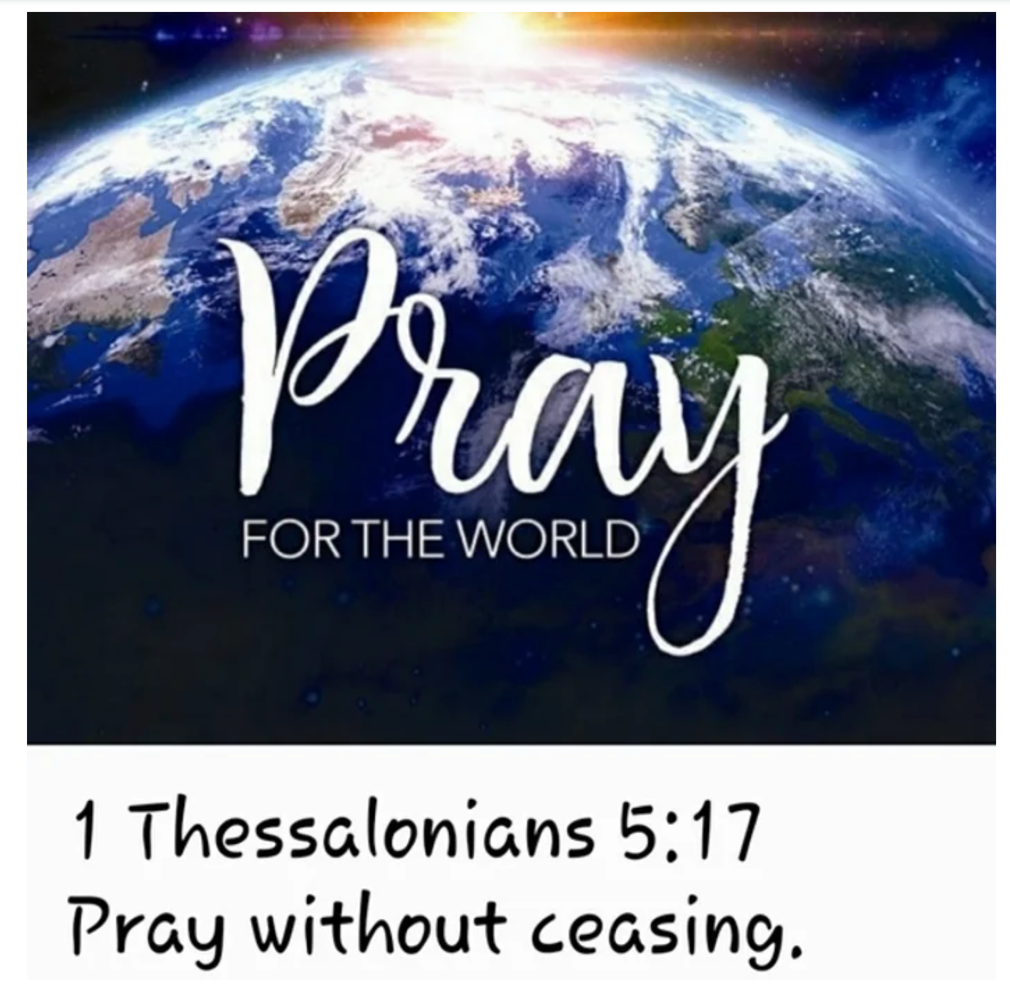 Pray
FOR THE WORLD
1 Thessalonians 5:17
Pray without ceasing.